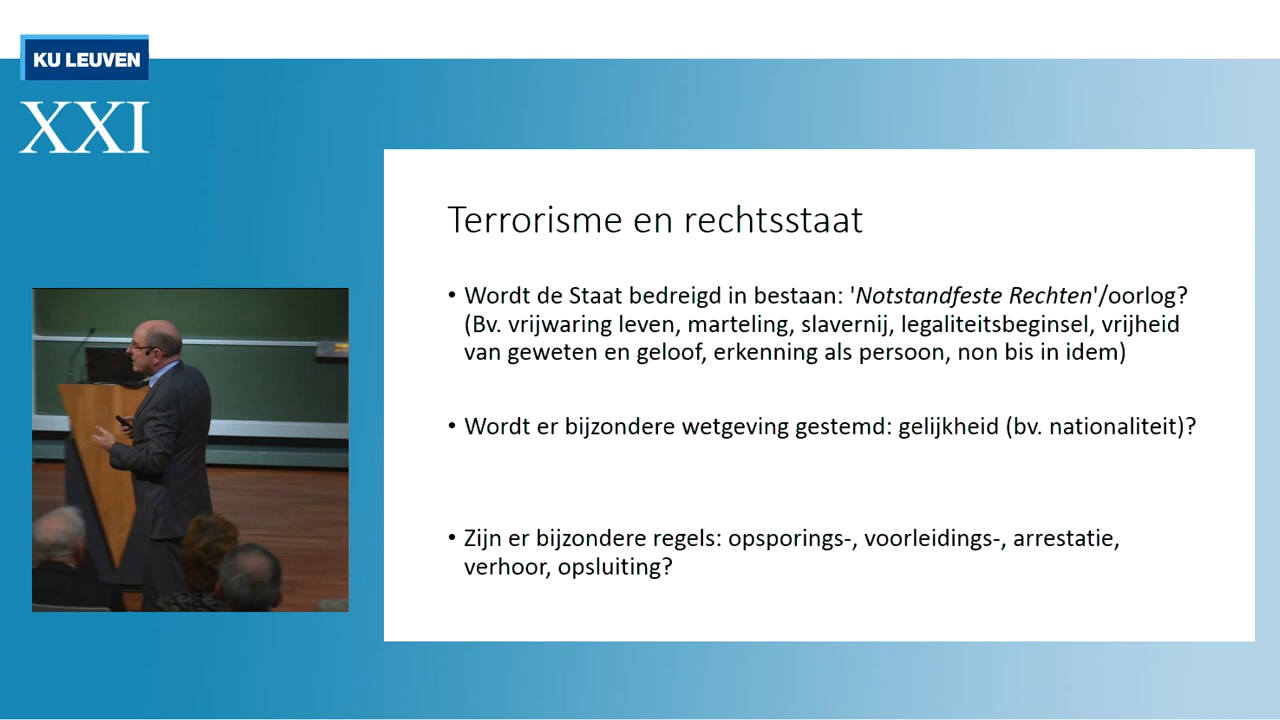 KU LEUVEN
XXI
Terrorisme en rechtsstaat
• Wordt de Staat bedreigd in bestaan: 'Notstandfeste Rechten'/oorlog?
(Bv. vrijwaring leven, marteling, slavernij, legaliteitsbeginsel, vrijheid
van geweten en geloof, erkenning als persoon, non bis in idem)
• Wordt er bijzondere wetgeving gestemd: gelijkheid (bv. nationaliteit)?
• Zijn er bijzondere regels: opsporings-, voorleidings-, arrestatie,
verhoor, opsluiting?